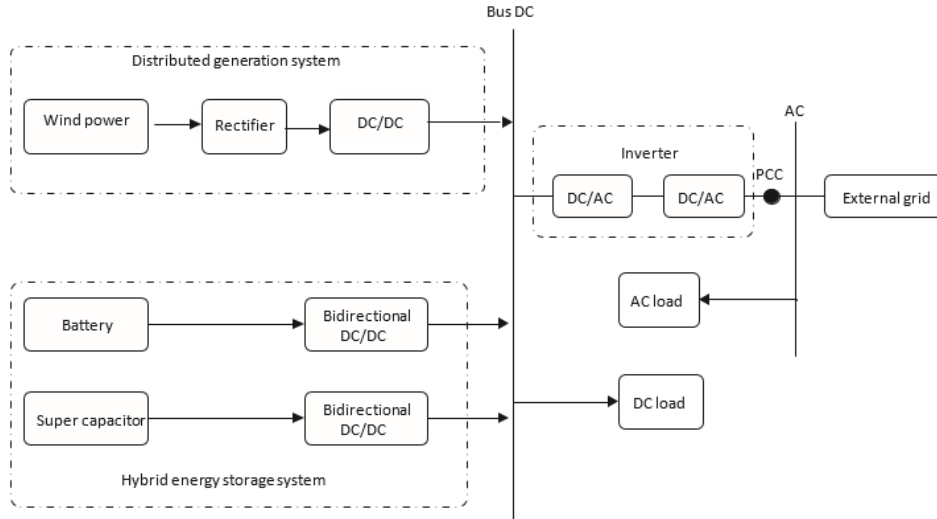 Bus DC
Distributed generation system
Wind power
Rectifier
DC/DC
AC
Inverter
PCC
DC/AC
DC/AC
External grid
AC load
Battery
Bidirectional
DC/DC
DC load
Super capacitor
Bidirectional
DC/DC
Hybrid energy storage system